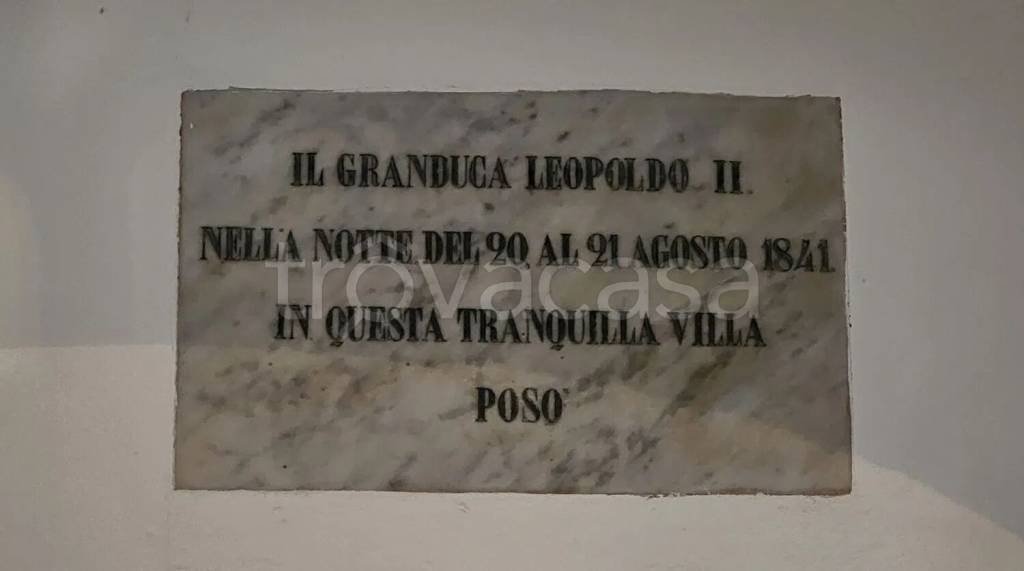 IL GRANDUCA LEOPOLDO II
NELLA NOTTE DEL 20 AL 21 AGOSTO 1841
IN QUESTA TRANQUILLA VILLA
POSO'
trovacasa